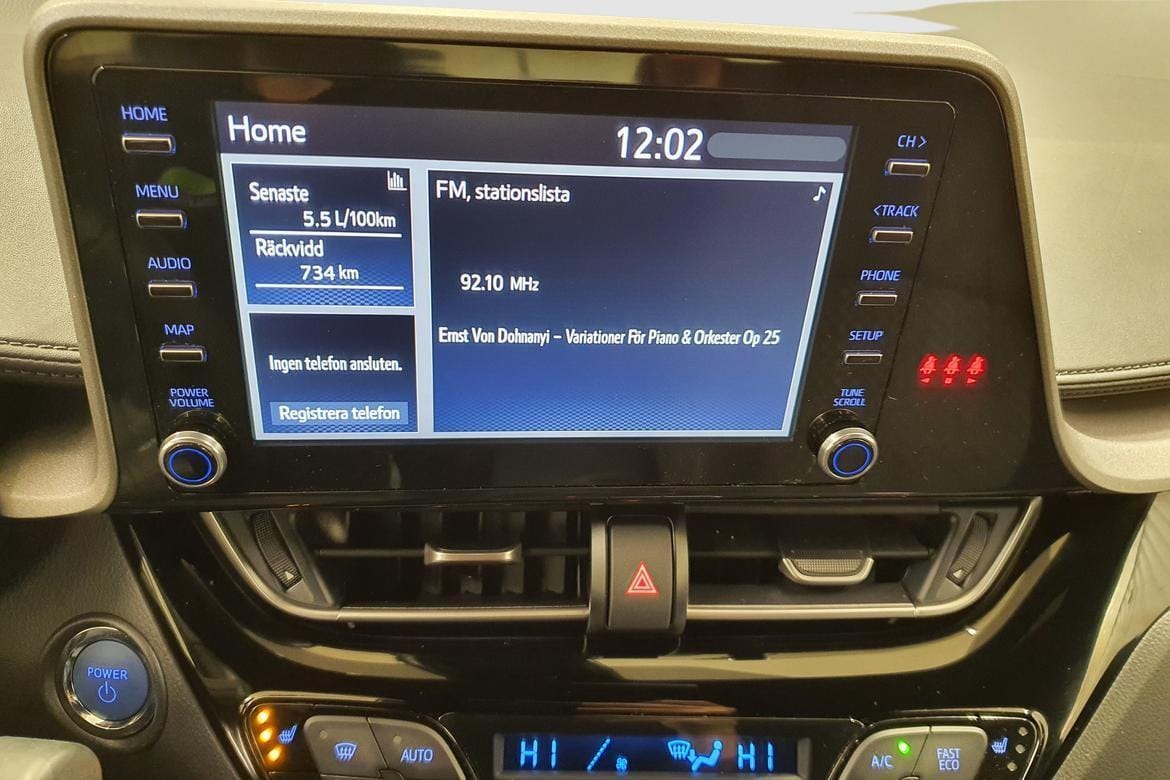 HOME
MENU
AUDIO
MAP
POWER
VOLUME
Home
12:02
Senaste
5.5 L/100km
Räckvidd
734 km
Ingen telefon ansluten.
Registrera telefon
FM, stationslista
92.10 MHz
Ernst Von Dohnanyi – Variationer För Piano & Orkester Op 25
CH >
<TRACK
PHONE
SETUP
TUNE
SCROLL
POWER
AUTO
HI
HI
A/C
FAST
ECO